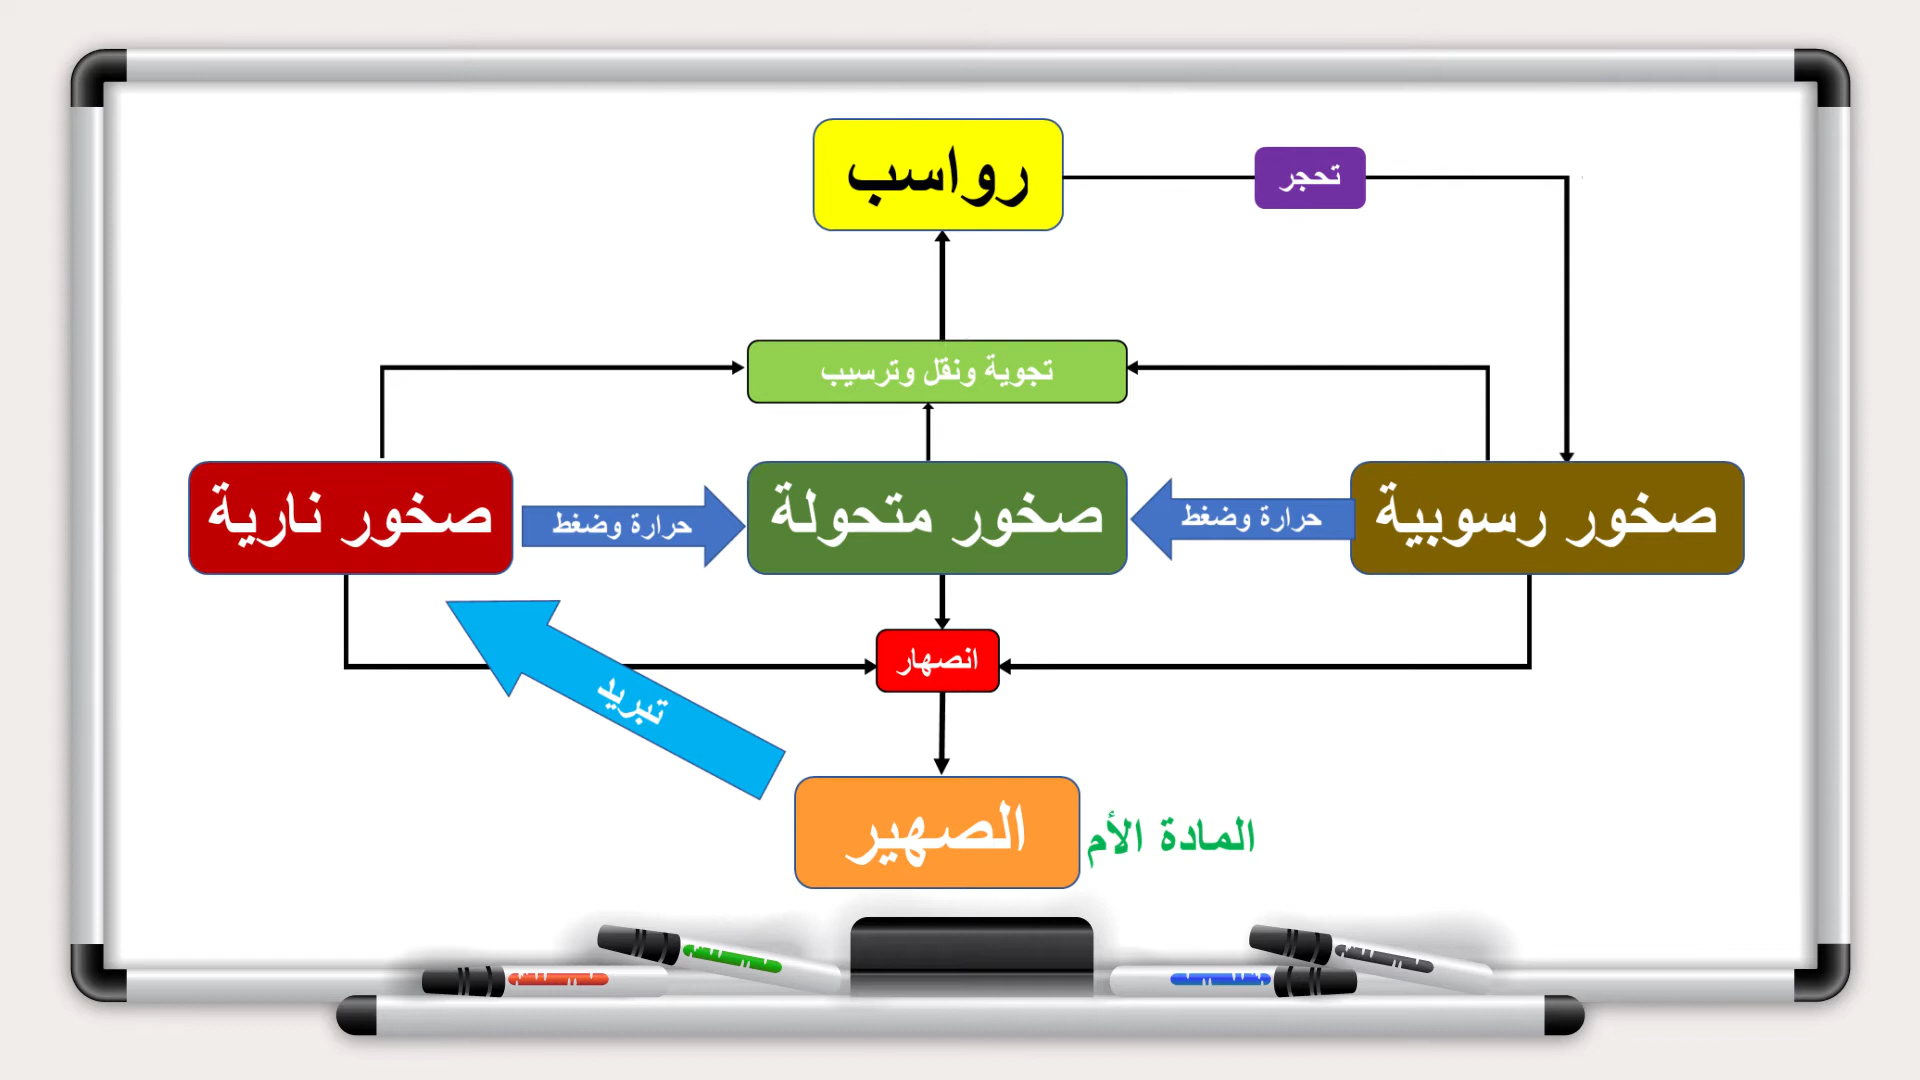 رواسب
تحجر
تجوية ونقل وترسيب
صخور رسوبية
حرارة وضغط
صخور متحولة
حرارة وضغط
صخور نارية
انصهار
تبريد
الصهير
المادة الأم